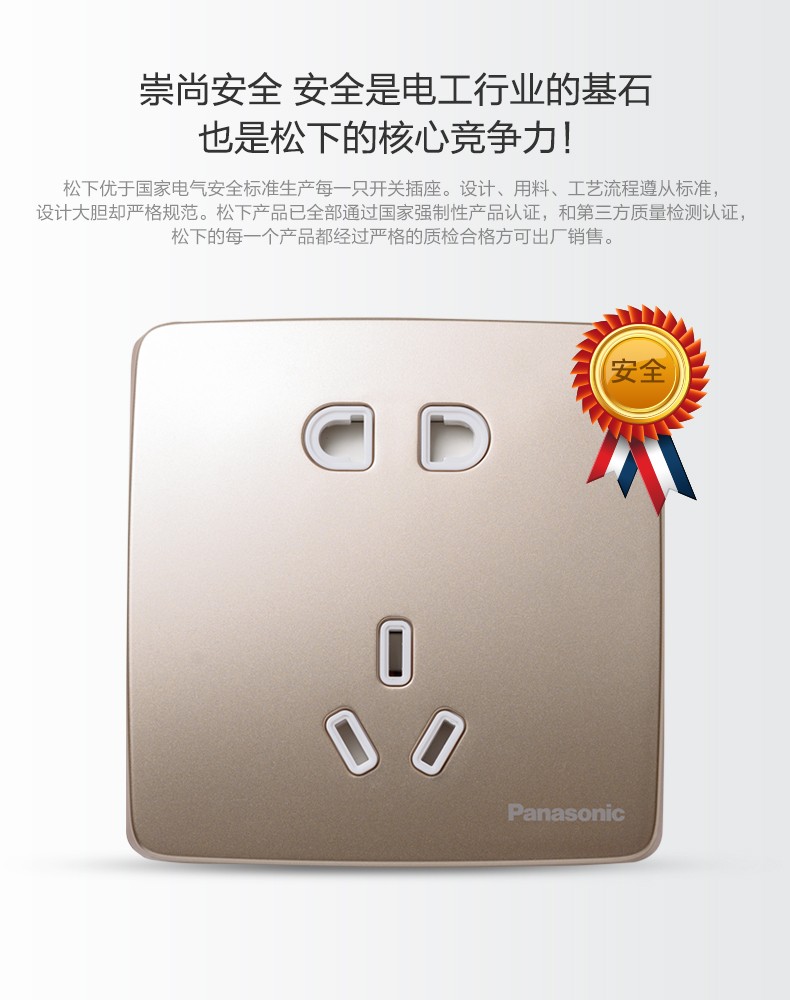 崇尚安全 安全是电工行业的基石
也是松下的核心竞争力！
松下优于国家电气安全标准生产每一只开关插座。设计、用料、工艺流程遵从标准，
设计大胆却严格规范。松下产品已全部通过国家强制性产品认证，和第三方质量检测认证，
松下的每一个产品都经过严格的质检合格方可出厂销售。
安全
Panasonic